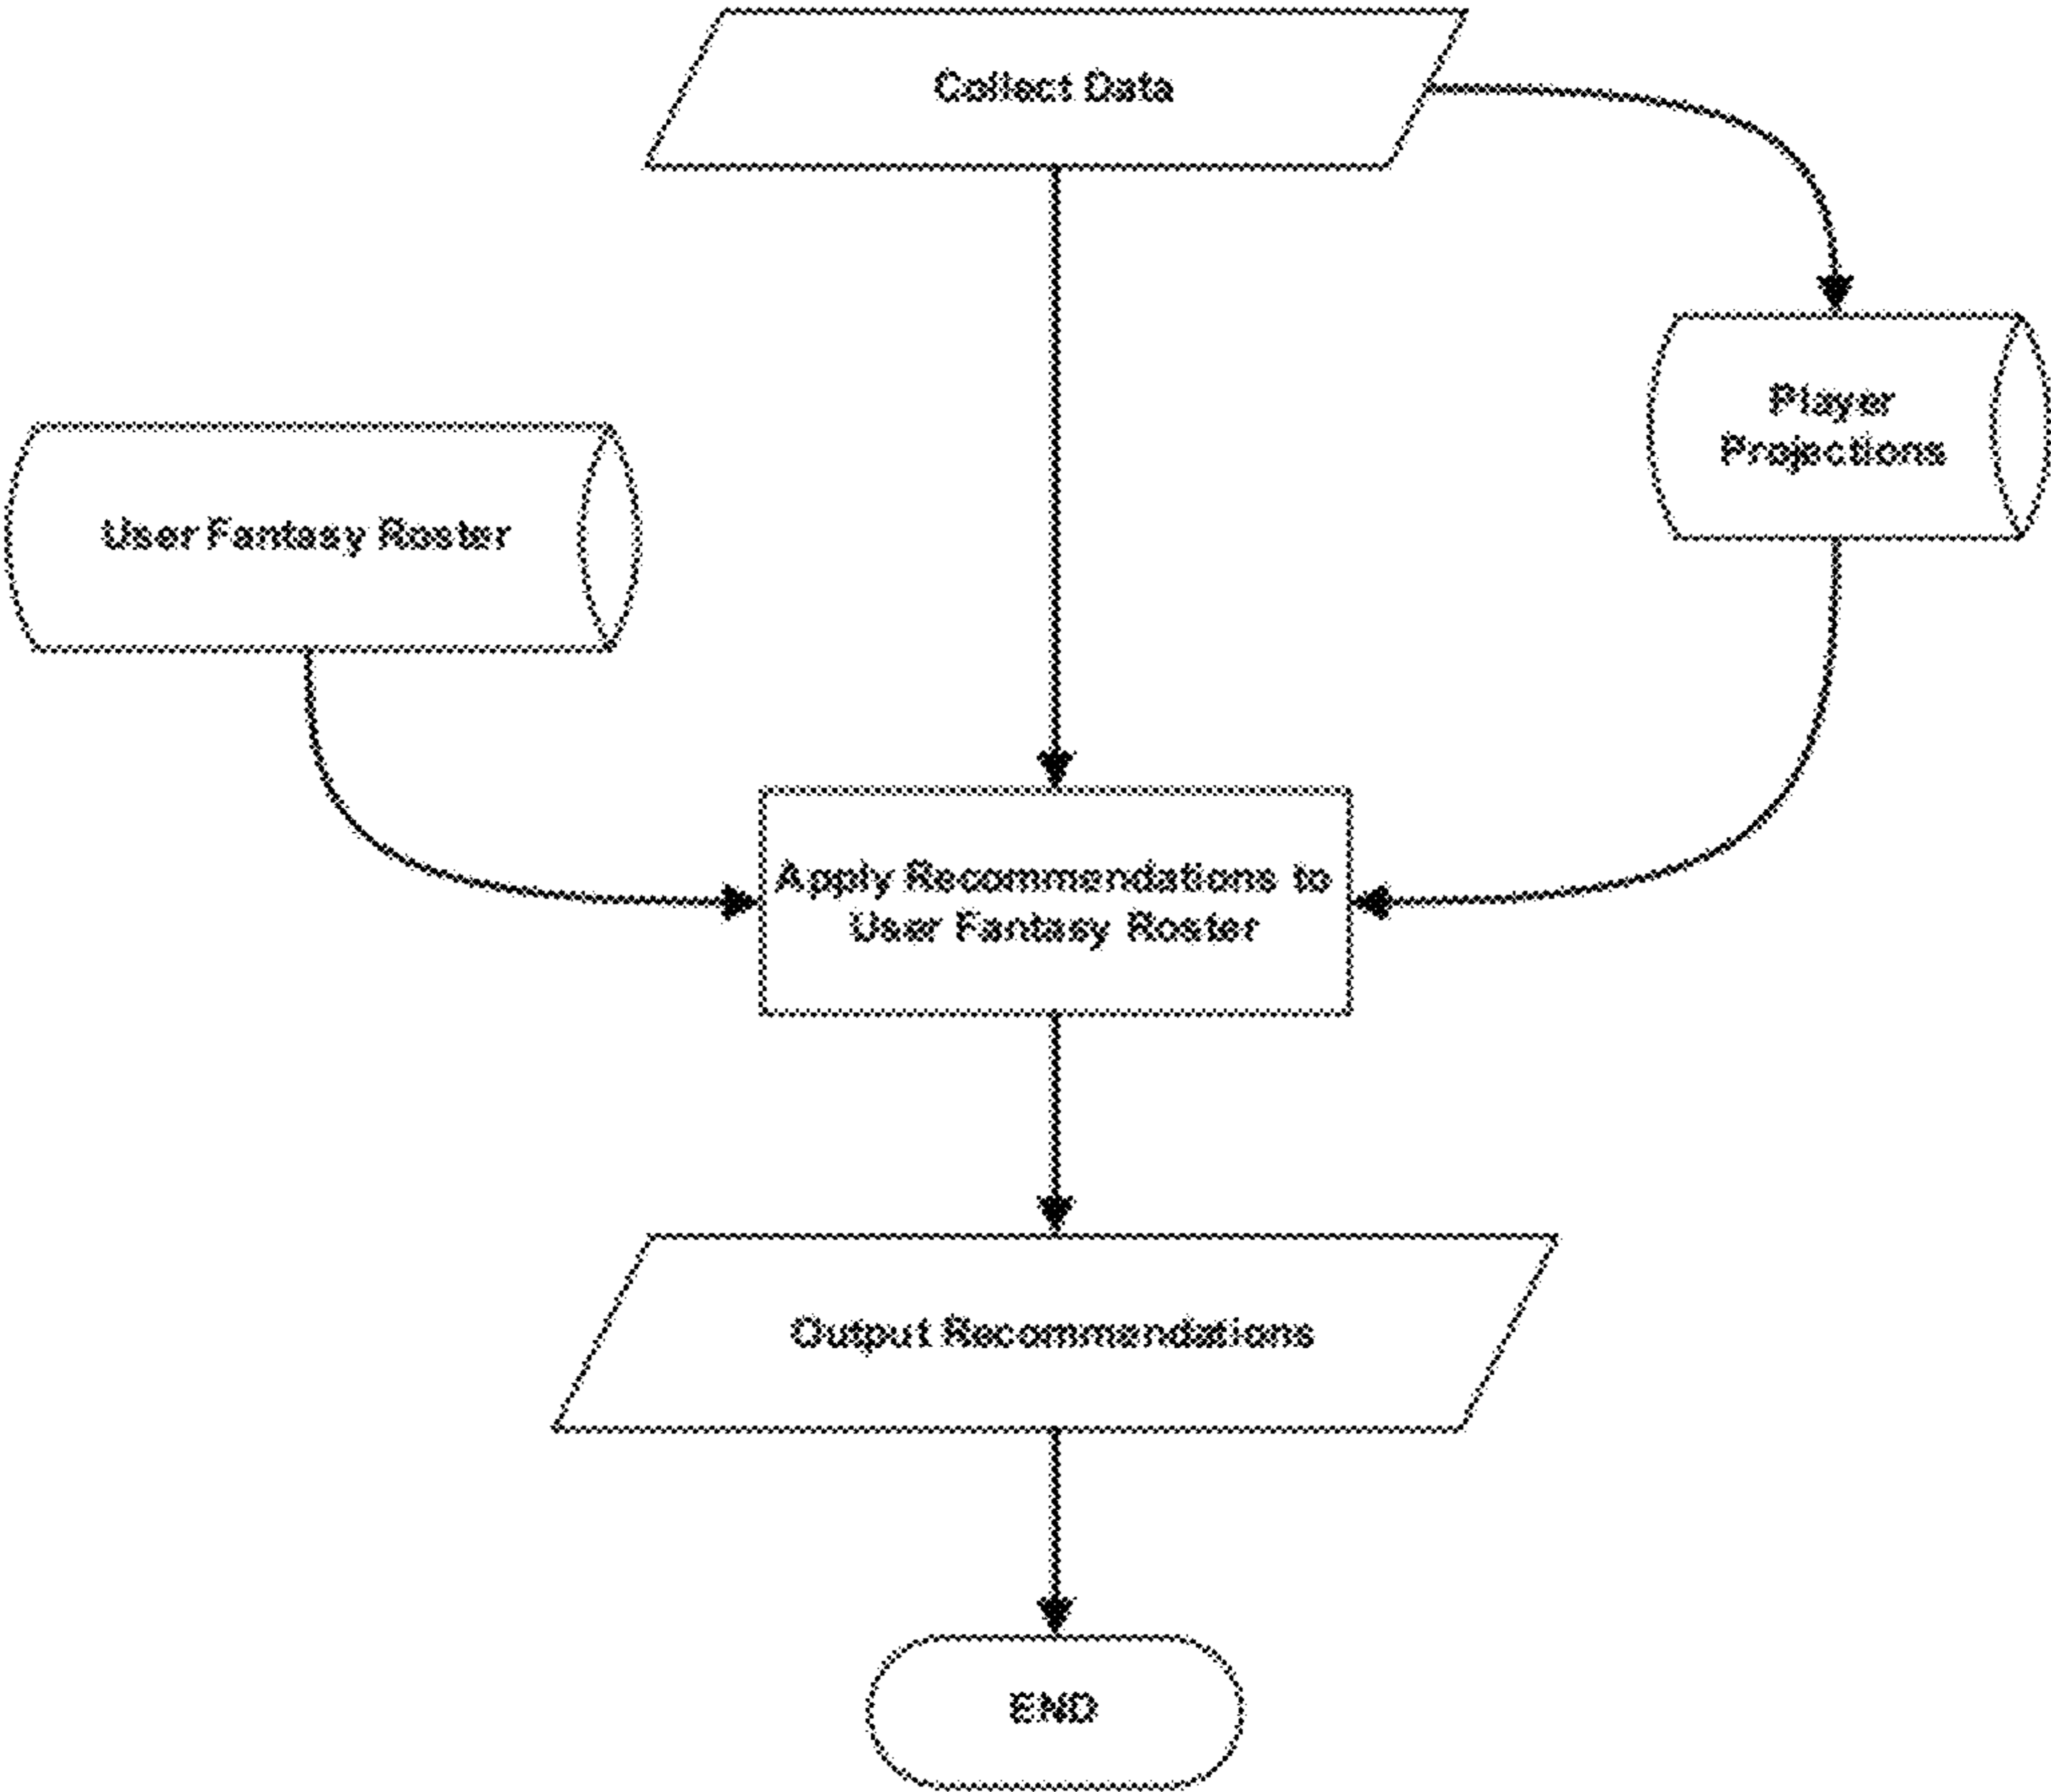 Collect Data
Player
Projections
User Fantasy Roster
Apply Recommendations to
User Fantasy Roster
Output Recommendations
END